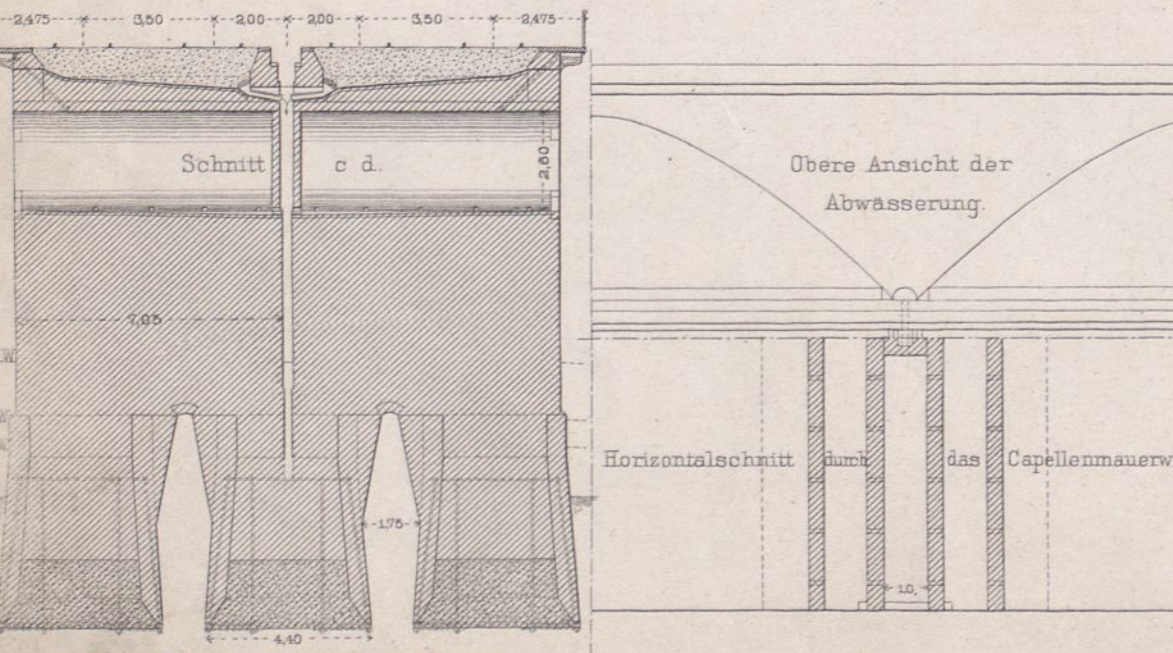 2,475 3,50 2,00 2,00 3,50 2,475
Schnitt c d.
2,60
7,05
W.
1,75
4,40
Obere Ansicht der
Abwässerung.
Horizontalschnitt durch das Capellenmauerw
1,0,